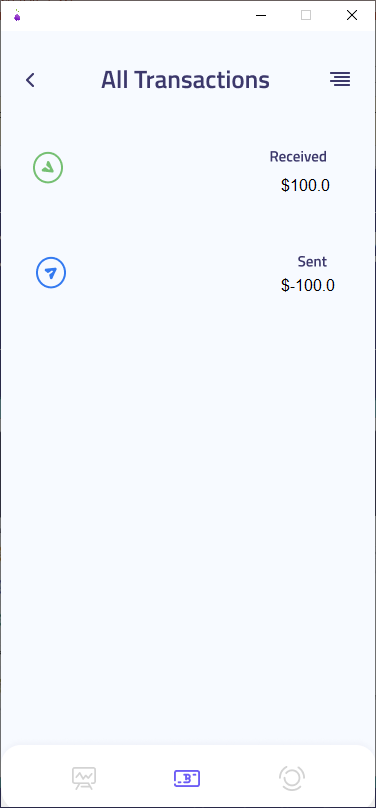 All Transactions
Received
$100.0
Sent
$-100.0